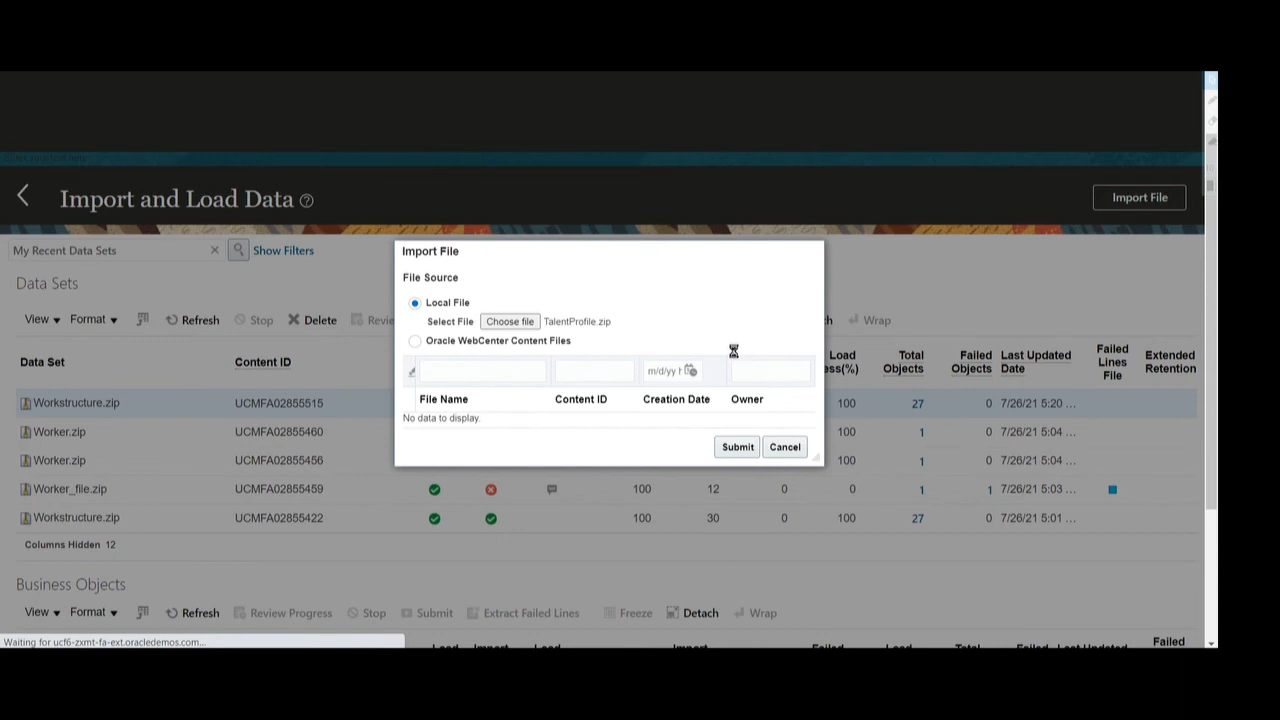 Import and Load Data
Import File
My Recent Data Sets
Show Filters
Data Sets
View Format Refresh Stop Delete Wrap
Data Set Content ID Load Total Objects Failed Objects Last Updated Date Failed Lines File Extended Retention
Workstructure.zip UCMFA02855515 100 27 0 7/26/21 5:20 ...
Worker.zip UCMFA02855460 100 1 0 7/26/21 5:04 ...
Worker.zip UCMFA02855456 100 1 0 7/26/21 5:04 ...
Worker_file.zip UCMFA02855459 100 12 0 0 1 1 7/26/21 5:03 ...
Workstructure.zip UCMFA02855422 100 30 0 100 27 0 7/26/21 5:01 ...
Columns Hidden 12
Import File
File Source
Local File
Select File Choose file TalentProfile.zip
Oracle WebCenter Content Files
m/d/yy h
File Name Content ID Creation Date Owner
No data to display.
Submit Cancel
Business Objects
View Format Refresh Review Progress Stop Submit Extract Failed Lines Freeze Detach Wrap
Waiting for ucf6-zxmt-fa-ext.oracledemos.com...
Failed